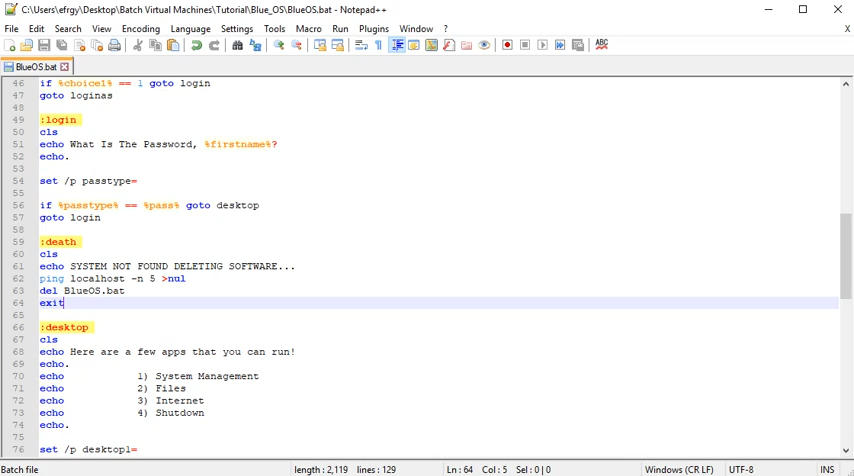 C:\Users\efrgy\Desktop\Batch Virtual Machines\Tutorial\Blue_OS\BlueOS.bat - Notepad++
File Edit Search View Encoding Language Settings Tools Macro Run Plugins Window ? X
ABC
BlueOS.bat
46 if %choice1% == 1 goto login
47 goto loginas
48
49 :login
50 cls
51 echo What Is The Password, %firstname%?
52 echo.
53
54 set /p passtype=
55
56 if %passtype% == %pass% goto desktop
57 goto login
58
59 :death
60 cls
61 echo SYSTEM NOT FOUND DELETING SOFTWARE...
62 ping localhost -n 5 >nul
63 del BlueOS.bat
64 exit
65
66 :desktop
67 cls
68 echo Here are a few apps that you can run!
69 echo.
70 echo 1) System Management
71 echo 2) Files
72 echo 3) Internet
73 echo 4) Shutdown
74 echo.
75
76 set /p desktop1=
Batch file length : 2,119 lines : 129 Ln : 64 Col : 5 Sel : 0 | 0 Windows (CR LF) UTF-8 INS